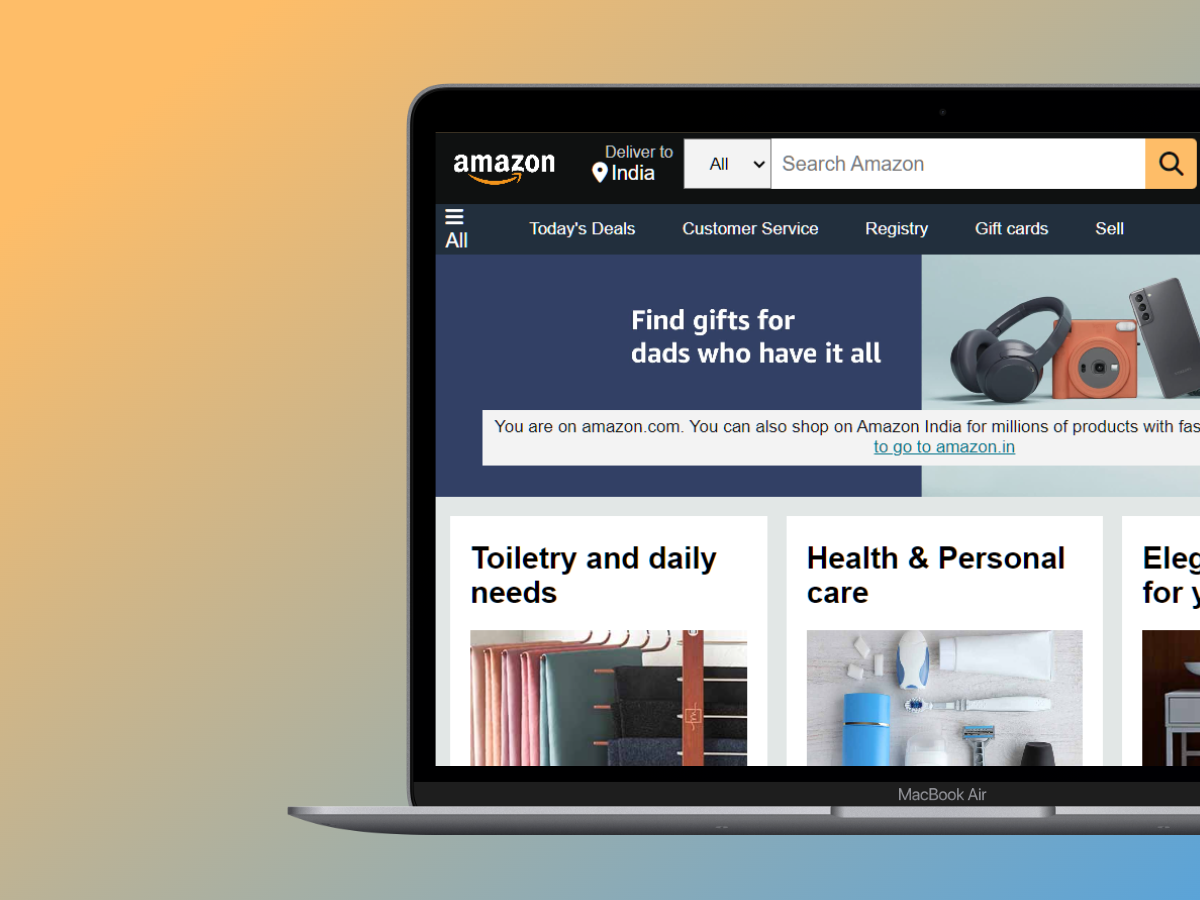 amazon
Deliver to
India
All
Search Amazon
All
Today's Deals
Customer Service
Registry
Gift cards
Sell
Find gifts for
dads who have it all
You are on amazon.com. You can also shop on Amazon India for millions of products with fas
to go to amazon.in
Toiletry and daily
needs
Health & Personal
care
Eleg
for y
MacBook Air